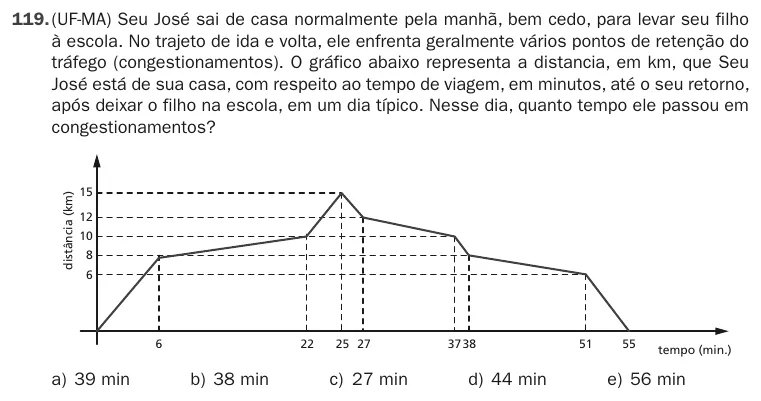 119. (UF-MA) Seu José sai de casa normalmente pela manhã, bem cedo, para levar seu filho
à escola. No trajeto de ida e volta, ele enfrenta geralmente vários pontos de retenção do
tráfego (congestionamentos). O gráfico abaixo representa a distancia, em km, que Seu
José está de sua casa, com respeito ao tempo de viagem, em minutos, até o seu retorno,
após deixar o filho na escola, em um dia típico. Nesse dia, quanto tempo ele passou em
congestionamentos?
distância (km)
15
12
10
8
6
6 22 25 27 37 38 51 55
tempo (min.)
a) 39 min b) 38 min c) 27 min d) 44 min e) 56 min